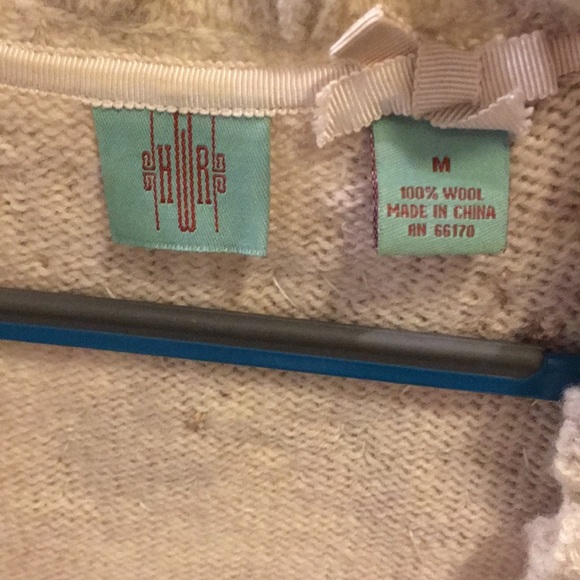 HWR
M
100% WOOL
MADE IN CHINA
RN 66170